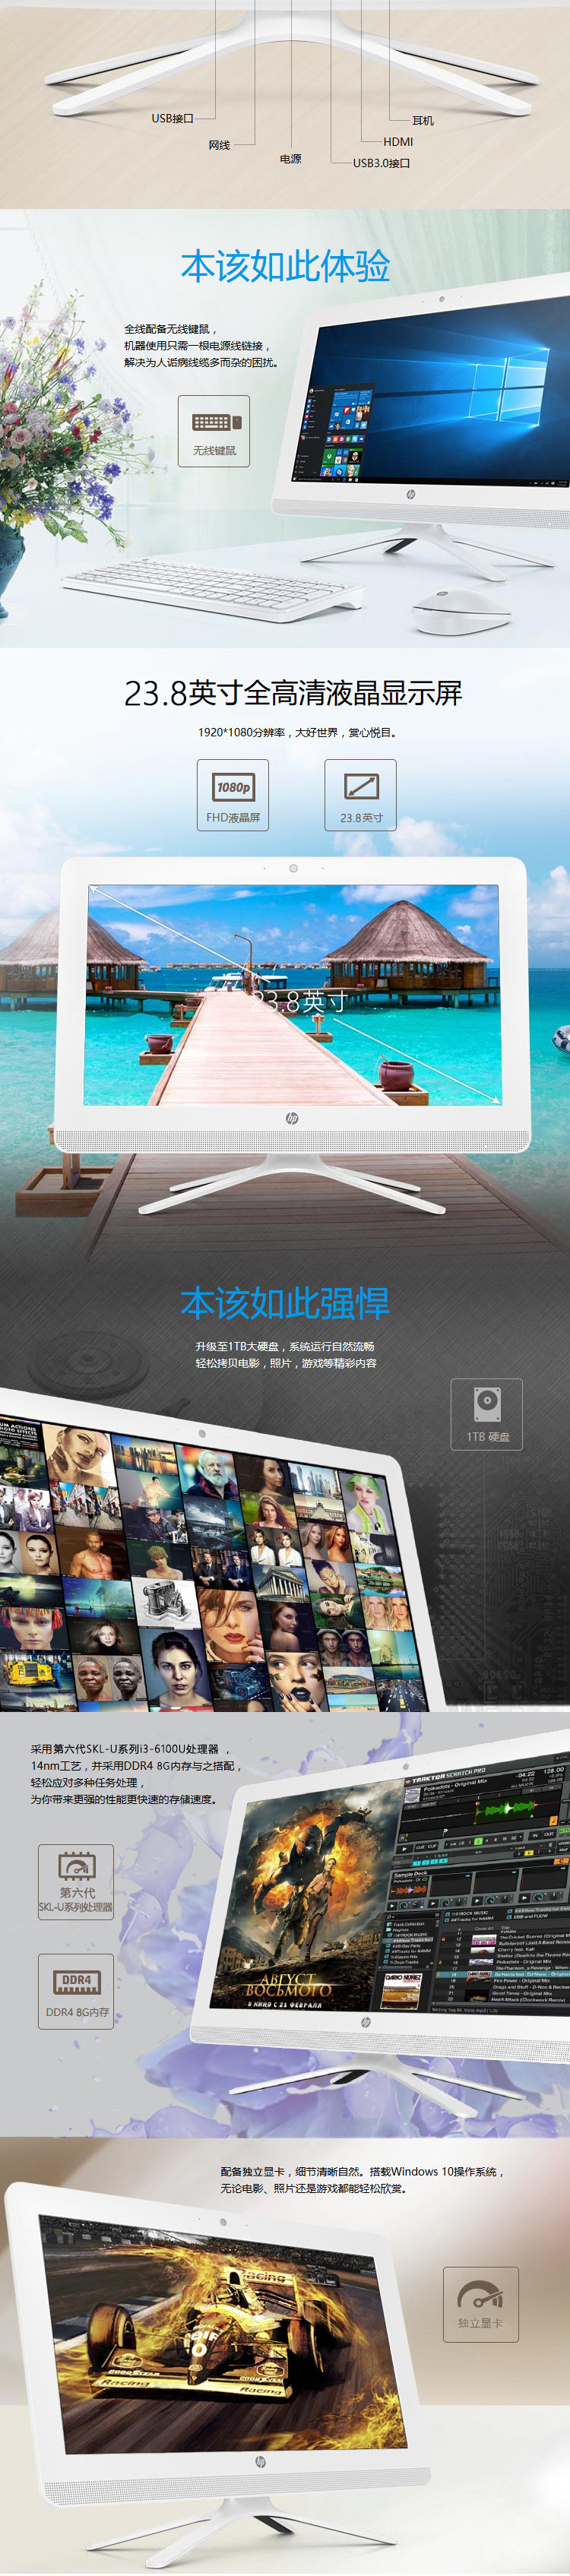 USB接口
耳机
网线
HDMI
电源
USB3.0接口
本该如此体验
全线配备无线键鼠，
机器使用只需一根电源线链接，
解决为人诟病线缆多而杂的困扰。
无线键鼠
hp
23.8英寸全高清液晶显示屏
1920*1080分辨率，大好世界，赏心悦目。
1080p
FHD液晶屏
23.8英寸
23.8英寸
hp
本该如此强悍
升级至1TB大硬盘，系统运行自然流畅
轻松拷贝电影，照片，游戏等精彩内容
1TB 硬盘
采用第六代SKL-U系列i3-6100U处理器，
14nm工艺，并采用DDR4 8G内存与之搭配，
轻松应对多种任务处理，
为你带来更强的性能更快速的存储速度。
TRAKTOR SCRATCH PRO
Polkadots - Original Mix
第六代
SKL-U系列处理器
DDR4
DDR4 8G内存
АВГУСТ
ВОСЬМОГО
В КИНО С 21 ФЕВРАЛЯ
hp
配备独立显卡，细节清晰自然。搭载Windows 10操作系统，
无论电影、照片还是游戏都能轻松欣赏。
独立显卡
Racing
Racing
hp